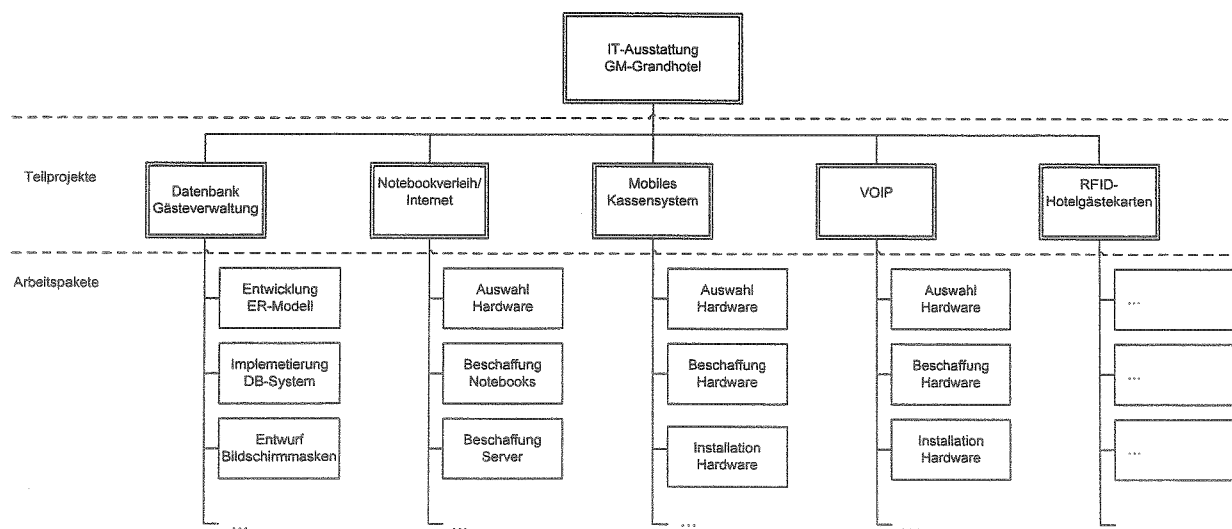 IT-Ausstattung
GM-Grandhotel
Teilprojekte
Datenbank
Gästeverwaltung
Notebookverleih/
Internet
Mobiles
Kassensystem
VOIP
RFID-
Hotelgästekarten
Arbeitspakete
Entwicklung
ER-Modell
Implemetierung
DB-System
Entwurf
Bildschirmmasken
...
Auswahl
Hardware
Beschaffung
Notebooks
Beschaffung
Server
...
Auswahl
Hardware
Beschaffung
Hardware
Installation
Hardware
...
Auswahl
Hardware
Beschaffung
Hardware
Installation
Hardware
...
...
...
...